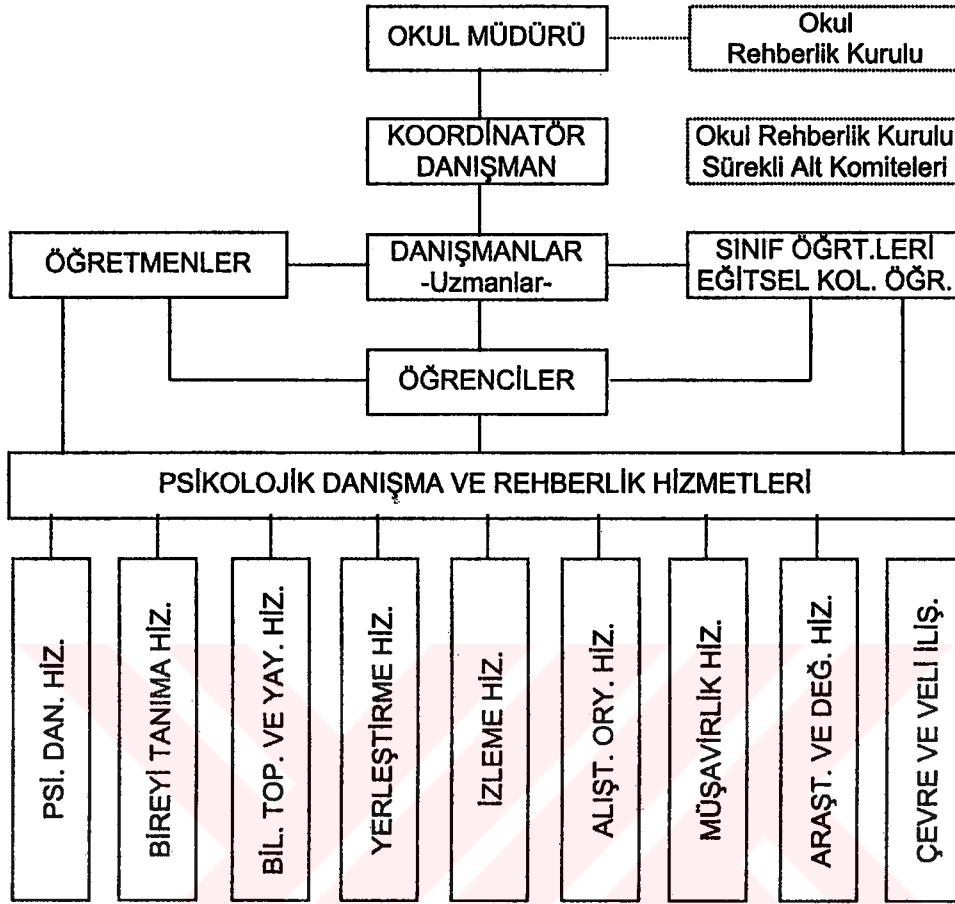 OKUL MÜDÜRÜ
Okul
Rehberlik Kurulu
KOORDİNATÖR
DANIŞMAN
Okul Rehberlik Kurulu
Sürekli Alt Komiteleri
ÖĞRETMENLER
DANIŞMANLAR
-Uzmanlar-
SINIF ÖĞRT.LERİ
EĞİTSEL KOL. ÖĞR.
ÖĞRENCİLER
PSİKOLOJİK DANIŞMA VE REHBERLİK HİZMETLERİ
PSİ. DAN. HİZ.
BİREYİ TANIMA HİZ.
BİL. TOP. VE YAY. HİZ.
YERLEŞTİRME HİZ.
İZLEME HİZ.
ALIŞT. ORY. HİZ.
MÜŞAVİRLİK HİZ.
ARAŞT. VE DEĞ. HİZ.
ÇEVRE VE VELİ İLİŞ.